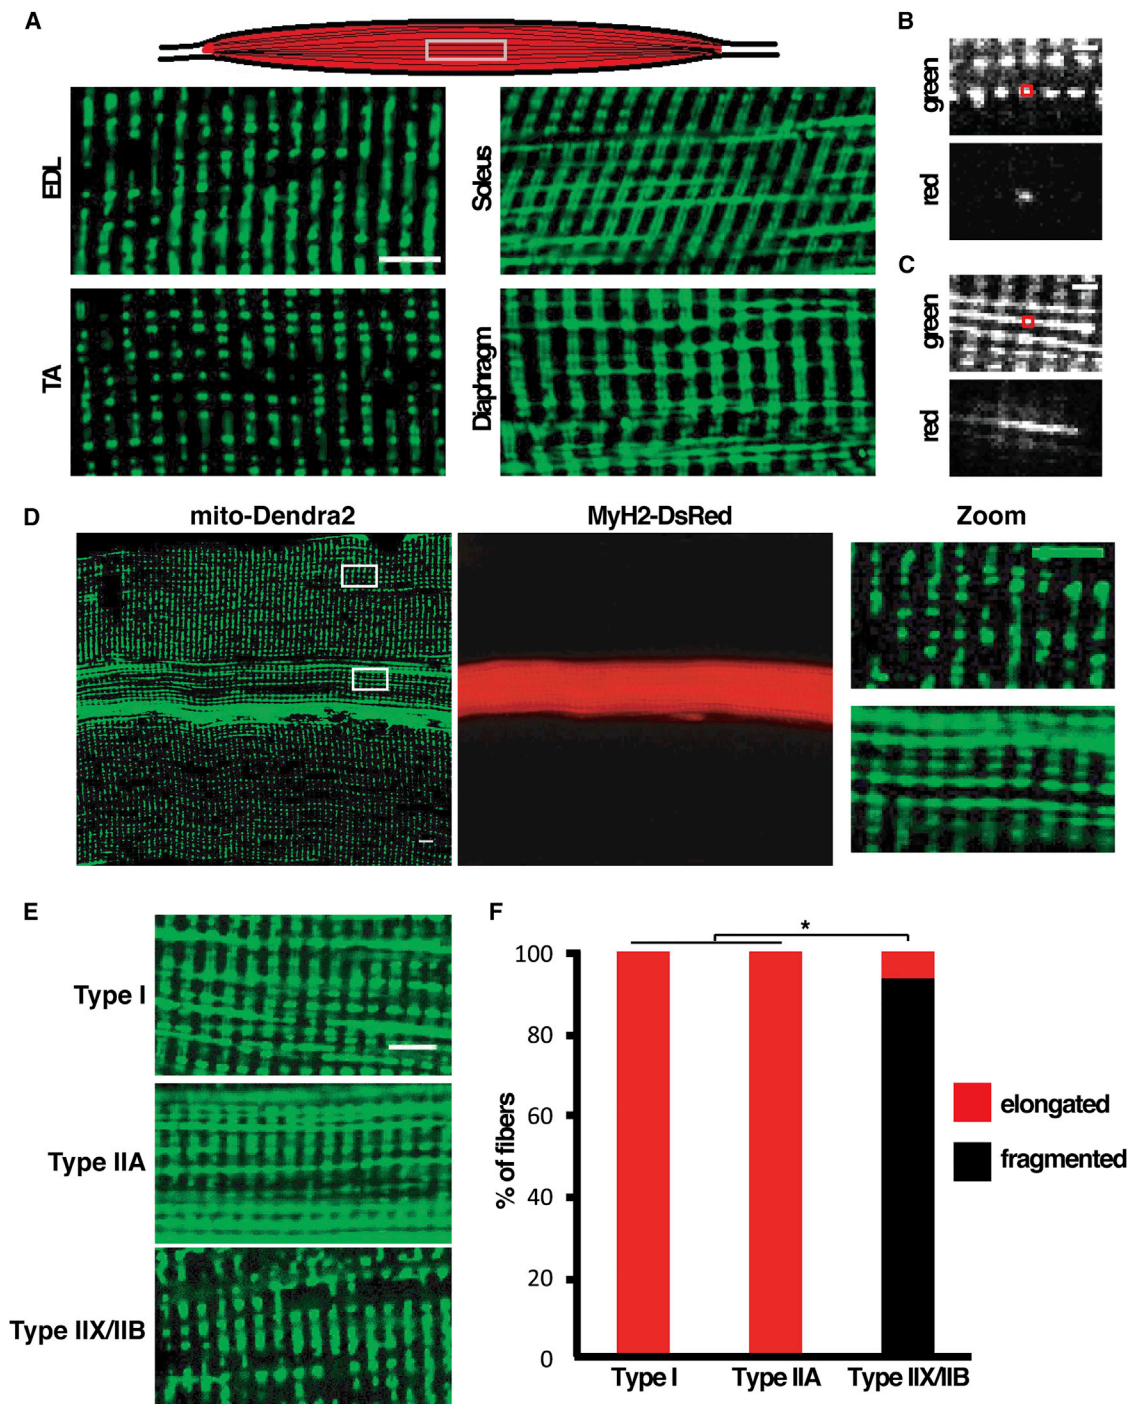 A
B
green
red
EDL
Soleus
C
green
red
TA
Diaphragm
D
mito-Dendra2
MyH2-DsRed
Zoom
E
Type I
Type IIA
Type IIX/IIB
F
*
100
80
60
40
20
0
% of fibers
Type I
Type IIA
Type IIX/IIB
elongated
fragmented